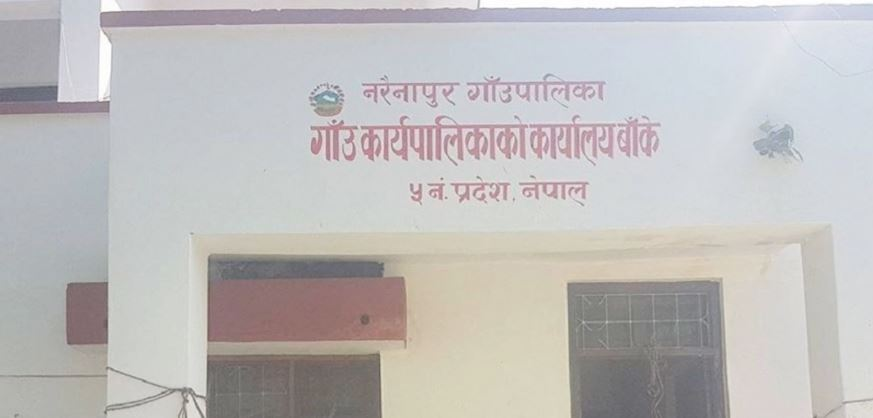 नरैनापुर गाँउपालिका
गाँउ कार्यपालिकाको कार्यालय बाँके
५ नं. प्रदेश, नेपाल